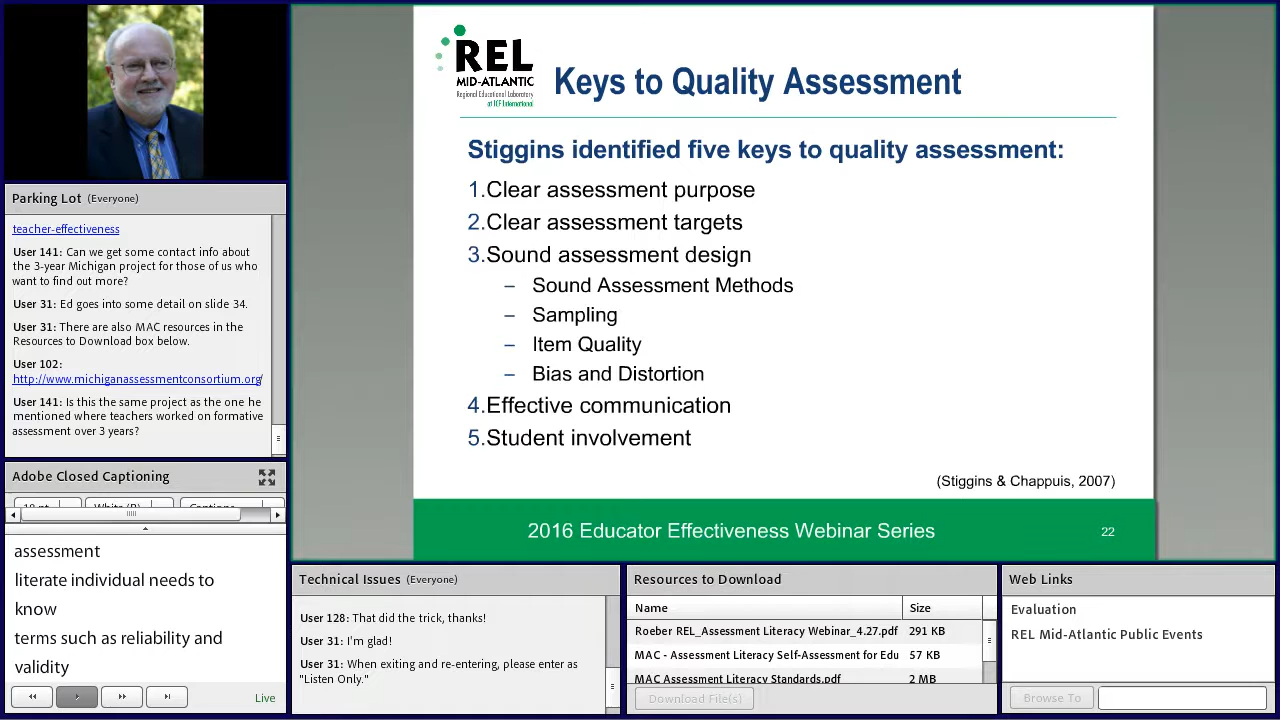 REL
MID-ATLANTIC
Regional Educational Laboratory
at ICF International
Keys to Quality Assessment
Stiggins identified five keys to quality assessment:
1.Clear assessment purpose
2.Clear assessment targets
3.Sound assessment design
– Sound Assessment Methods
– Sampling
– Item Quality
– Bias and Distortion
4.Effective communication
5.Student involvement
(Stiggins & Chappuis, 2007)
2016 Educator Effectiveness Webinar Series
22
Parking Lot (Everyone)
teacher-effectiveness
User 141: Can we get some contact info about
the 3-year Michigan project for those of us who
want to find out more?
User 31: Ed goes into some detail on slide 34.
User 31: There are also MAC resources in the
Resources to Download box below.
User 102:
http://www.michiganassessmentconsortium.org/
User 141: Is this the same project as the one he
mentioned where teachers worked on formative
assessment over 3 years?
Adobe Closed Captioning
assessment
literate individual needs to
know
terms such as reliability and
validity
Live
Technical Issues (Everyone)
User 128: That did the trick, thanks!
User 31: I'm glad!
User 31: When exiting and re-entering, please enter as
"Listen Only."
Resources to Download
Name Size
Roeber REL_Assessment Literacy Webinar_4.27.pdf 291 KB
MAC - Assessment Literacy Self-Assessment for Edu 57 KB
MAC Assessment Literacy Standards.pdf 2 MB
Download File(s)
Web Links
Evaluation
REL Mid-Atlantic Public Events
Browse To